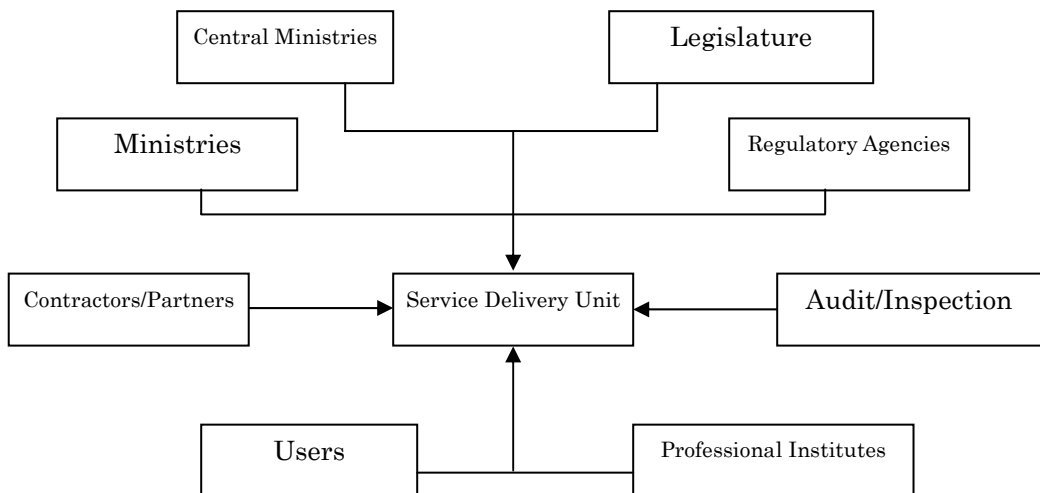 Central Ministries
Legislature
Ministries
Regulatory Agencies
Contractors/Partners
Service Delivery Unit
Audit/Inspection
Users
Professional Institutes